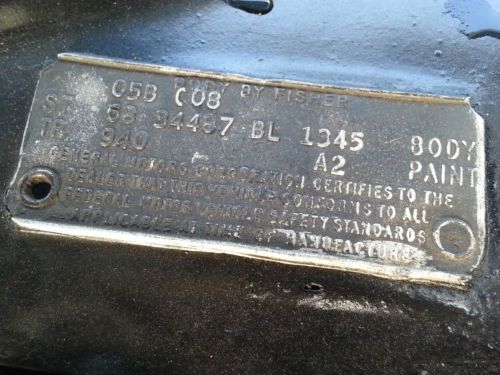 BODY BY FISHER
05B C08
ST 68 34487 BL 1345 BODY
TR 940 A2 PAINT
GENERAL MOTORS CORPORATION CERTIFIES TO THE
DEALER THAT THIS VEHICLE CONFORMS TO ALL
FEDERAL MOTOR VEHICLE SAFETY STANDARDS
APPLICABLE AT TIME OF MANUFACTURE